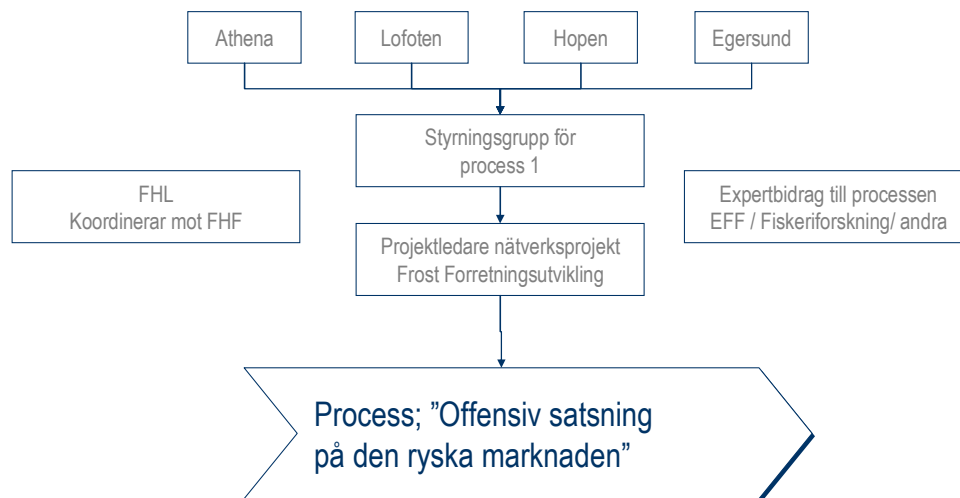 Athena
Lofoten
Hopen
Egersund
Styrningsgrupp för
process 1
FHL
Koordinerar mot FHF
Expertbidrag till processen
EFF / Fiskeriforskning/ andra
Projektledare nätverksprojekt
Frost Forretningsutvikling
Process; ”Offensiv satsning
på den ryska marknaden”